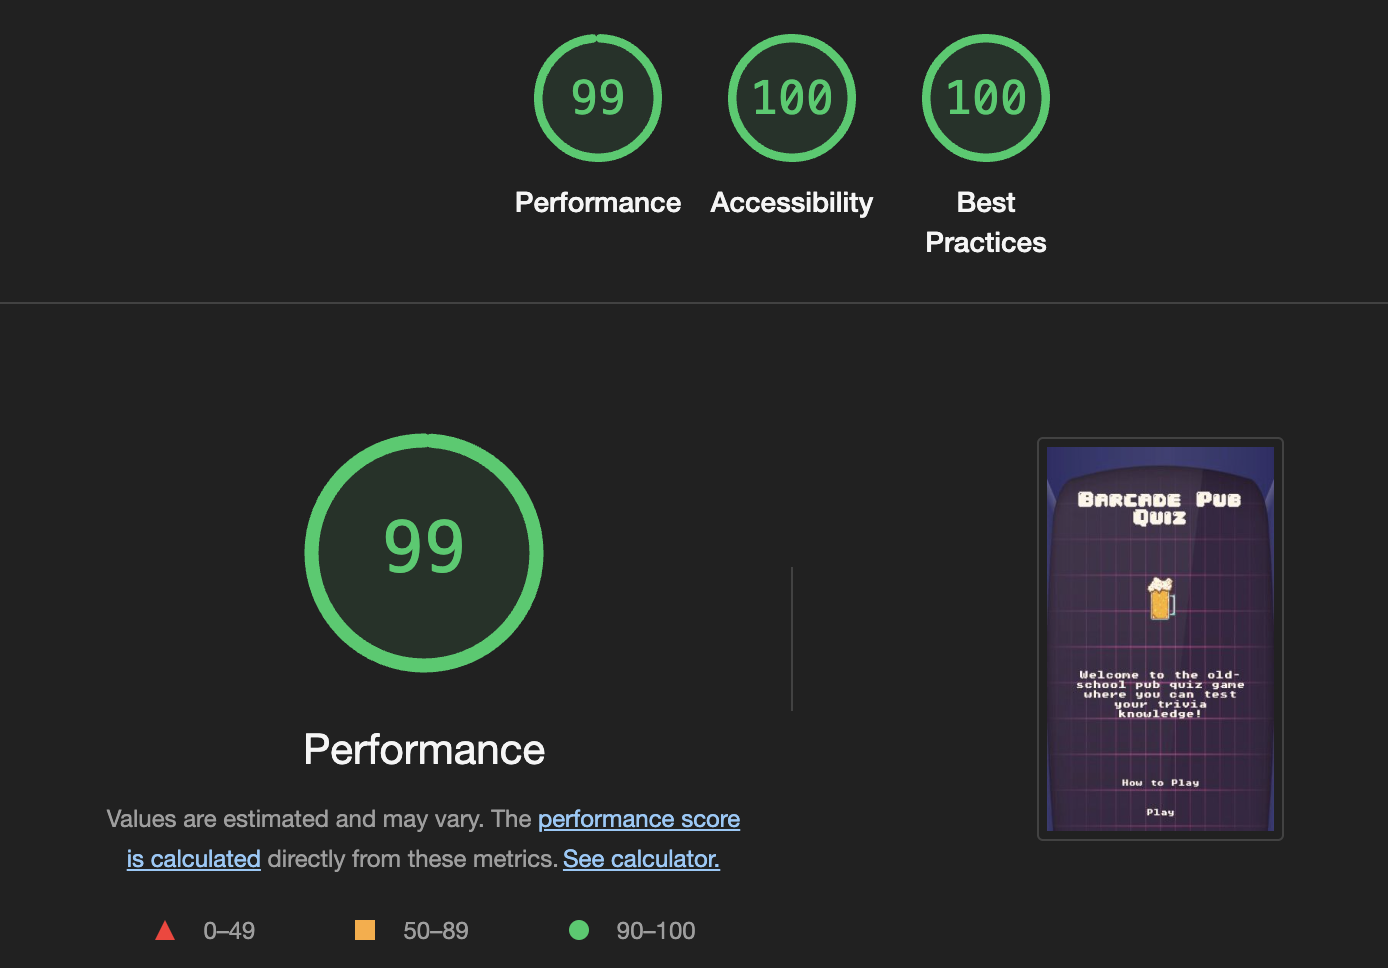 99
100
100
Performance
Accessibility
Best
Practices
99
Performance
Values are estimated and may vary. The performance score
is calculated directly from these metrics. See calculator.
0–49
50–89
90–100
Barcade Pub
Quiz
Welcome to the old-
school pub quiz game
where you can test
your trivia
knowledge!
How to Play
Play